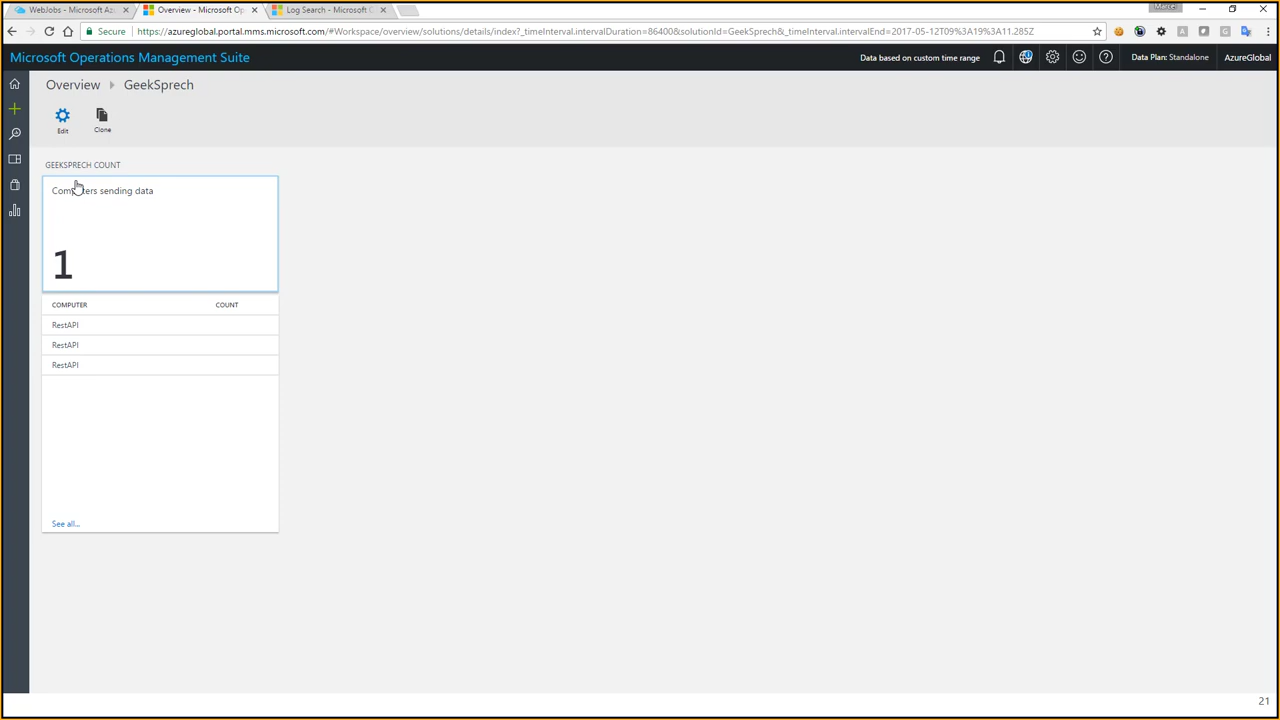 Marcel
WebJobs - Microsoft Az
Overview - Microsoft Op
Log Search - Microsoft O
Secure
https://azureglobal.portal.mms.microsoft.com/#Workspace/overview/solutions/details/index?_timeInterval.intervalDuration=86400&solutionId=GeekSprech&_timeInterval.intervalEnd=2017-05-12T09%3A19%3A11.285Z
Microsoft Operations Management Suite
Data based on custom time range
Data Plan: Standalone
AzureGlobal
Overview GeekSprech
Edit
Clone
GEEKSPRECH COUNT
Computers sending data
1
COMPUTER COUNT
RestAPI
RestAPI
RestAPI
See all...
21